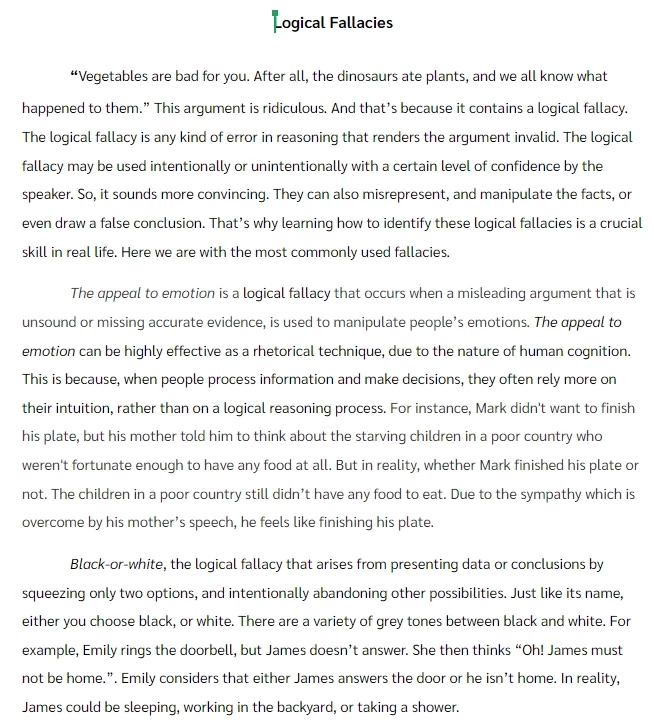 Logical Fallacies
“Vegetables are bad for you. After all, the dinosaurs ate plants, and we all know what
happened to them.” This argument is ridiculous. And that’s because it contains a logical fallacy.
The logical fallacy is any kind of error in reasoning that renders the argument invalid. The logical
fallacy may be used intentionally or unintentionally with a certain level of confidence by the
speaker. So, it sounds more convincing. They can also misrepresent, and manipulate the facts, or
even draw a false conclusion. That’s why learning how to identify these logical fallacies is a crucial
skill in real life. Here we are with the most commonly used fallacies.
The appeal to emotion is a logical fallacy that occurs when a misleading argument that is
unsound or missing accurate evidence, is used to manipulate people’s emotions. The appeal to
emotion can be highly effective as a rhetorical technique, due to the nature of human cognition.
This is because, when people process information and make decisions, they often rely more on
their intuition, rather than on a logical reasoning process. For instance, Mark didn't want to finish
his plate, but his mother told him to think about the starving children in a poor country who
weren't fortunate enough to have any food at all. But in reality, whether Mark finished his plate or
not. The children in a poor country still didn’t have any food to eat. Due to the sympathy which is
overcome by his mother’s speech, he feels like finishing his plate.
Black-or-white, the logical fallacy that arises from presenting data or conclusions by
squeezing only two options, and intentionally abandoning other possibilities. Just like its name,
either you choose black, or white. There are a variety of grey tones between black and white. For
example, Emily rings the doorbell, but James doesn’t answer. She then thinks “Oh! James must
not be home.”. Emily considers that either James answers the door or he isn’t home. In reality,
James could be sleeping, working in the backyard, or taking a shower.